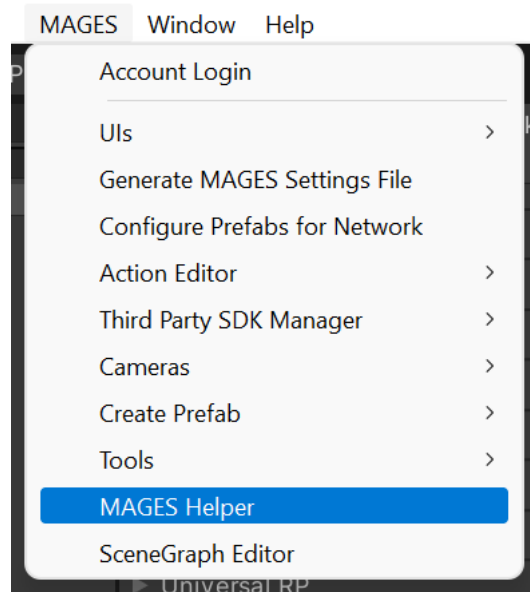 MAGES Window Help
Account Login
UIs
Generate MAGES Settings File
Configure Prefabs for Network
Action Editor
Third Party SDK Manager
Cameras
Create Prefab
Tools
MAGES Helper
SceneGraph Editor
Universal RP